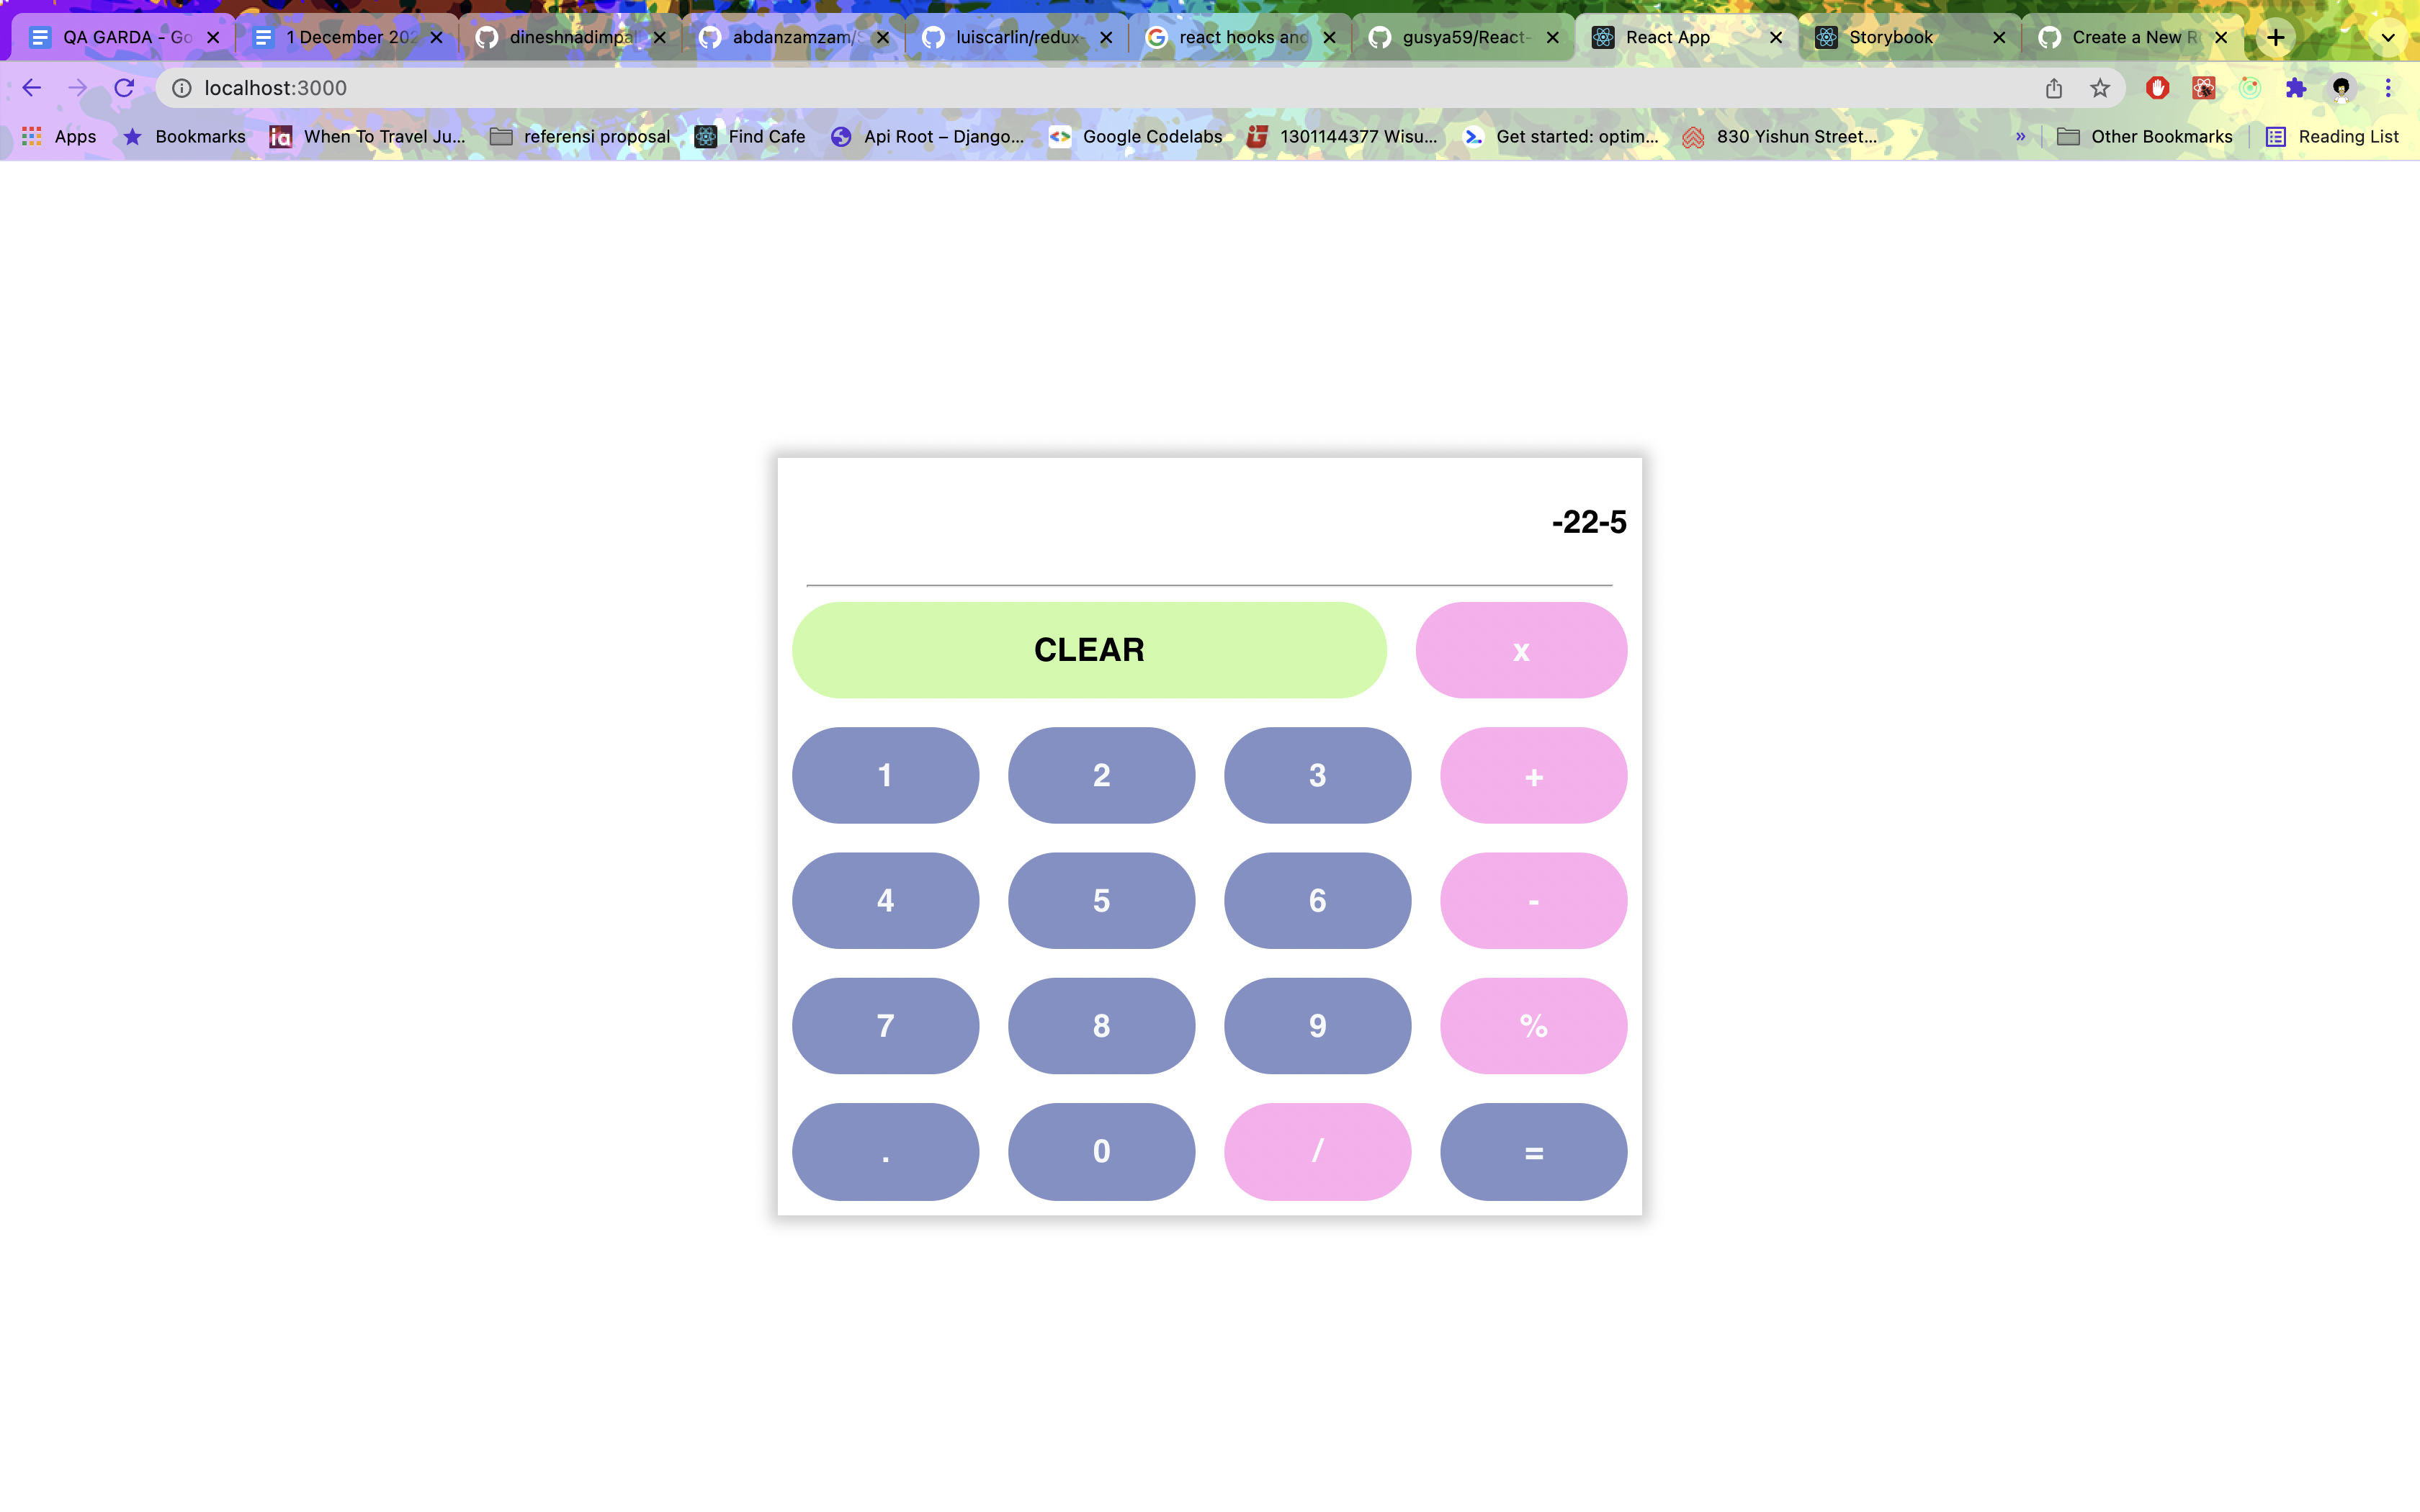 QA GARDA - Go
1 December 202
dineshnadimpal
abdanzamzam/S
luiscarlin/redux-
react hooks and
gusya59/React-
React App
Storybook
Create a New R
localhost:3000
Apps
Bookmarks
When To Travel Ju...
referensi proposal
Find Cafe
Api Root – Django...
Google Codelabs
1301144377 Wisu...
Get started: optim...
830 Yishun Street...
»
Other Bookmarks
Reading List
-22-5
CLEAR x
1 2 3 +
4 5 6 -
7 8 9 %
. 0 / =